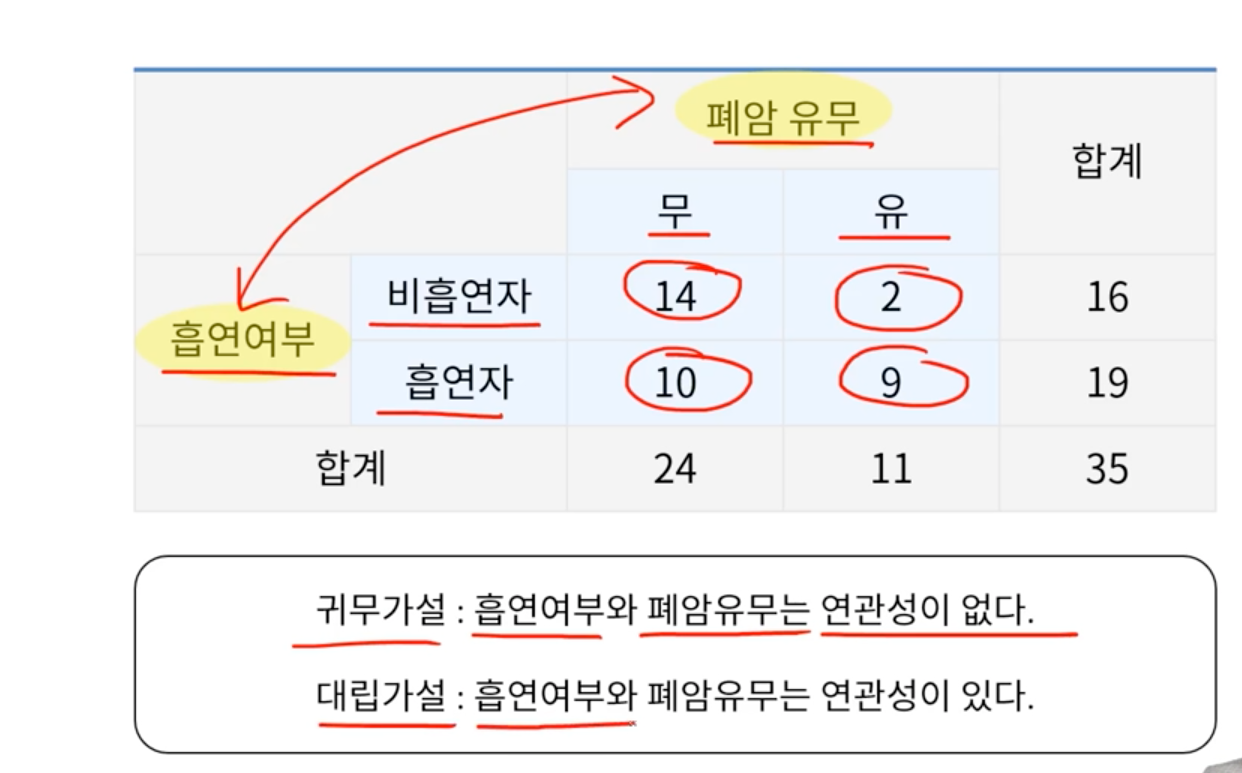 폐암 유무
합계
무 유
비흡연자 14 2 16
흡연여부
흡연자 10 9 19
합계 24 11 35
귀무가설 : 흡연여부와 폐암유무는 연관성이 없다.
대립가설 : 흡연여부와 폐암유무는 연관성이 있다.